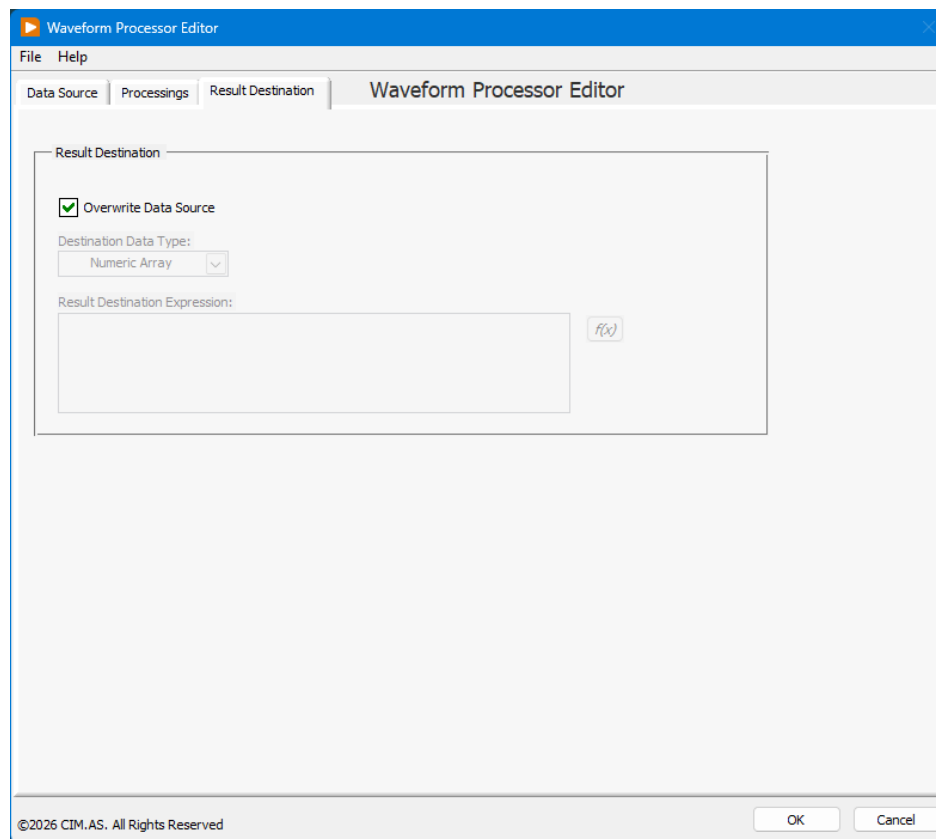 Waveform Processor Editor
File Help
Data Source Processings Result Destination Waveform Processor Editor
Result Destination
Overwrite Data Source
Destination Data Type:
Numeric Array
Result Destination Expression:
f(x)
©2026 CIM.AS. All Rights Reserved
OK Cancel